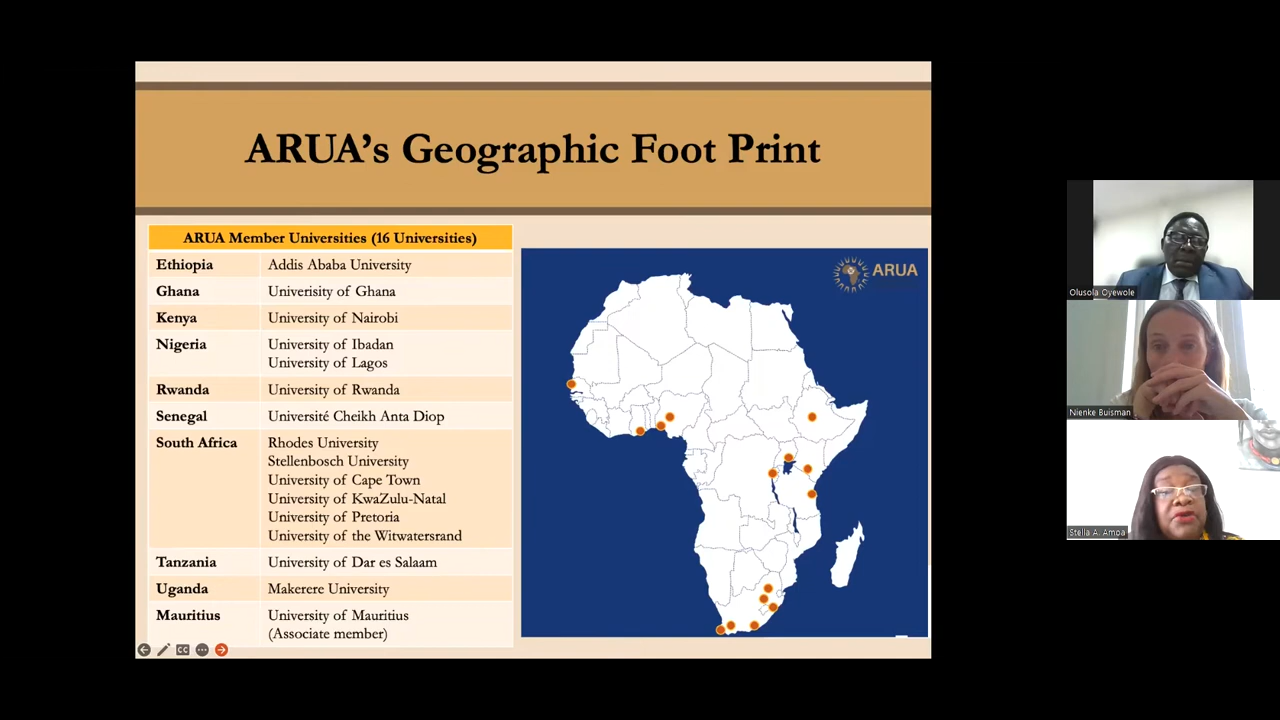 ARUA's Geographic Foot Print
ARUA Member Universities (16 Universities)
Ethiopia Addis Ababa University
Ghana Univerisity of Ghana
Kenya University of Nairobi
Nigeria University of Ibadan
University of Lagos
Rwanda University of Rwanda
Senegal Université Cheikh Anta Diop
South Africa Rhodes University
Stellenbosch University
University of Cape Town
University of KwaZulu-Natal
University of Pretoria
University of the Witwatersrand
Tanzania University of Dar es Salaam
Uganda Makerere University
Mauritius University of Mauritius
(Associate member)
ARUA
CC
Olusola Oyewole
Nienke Buisman
Stella A. Ampa